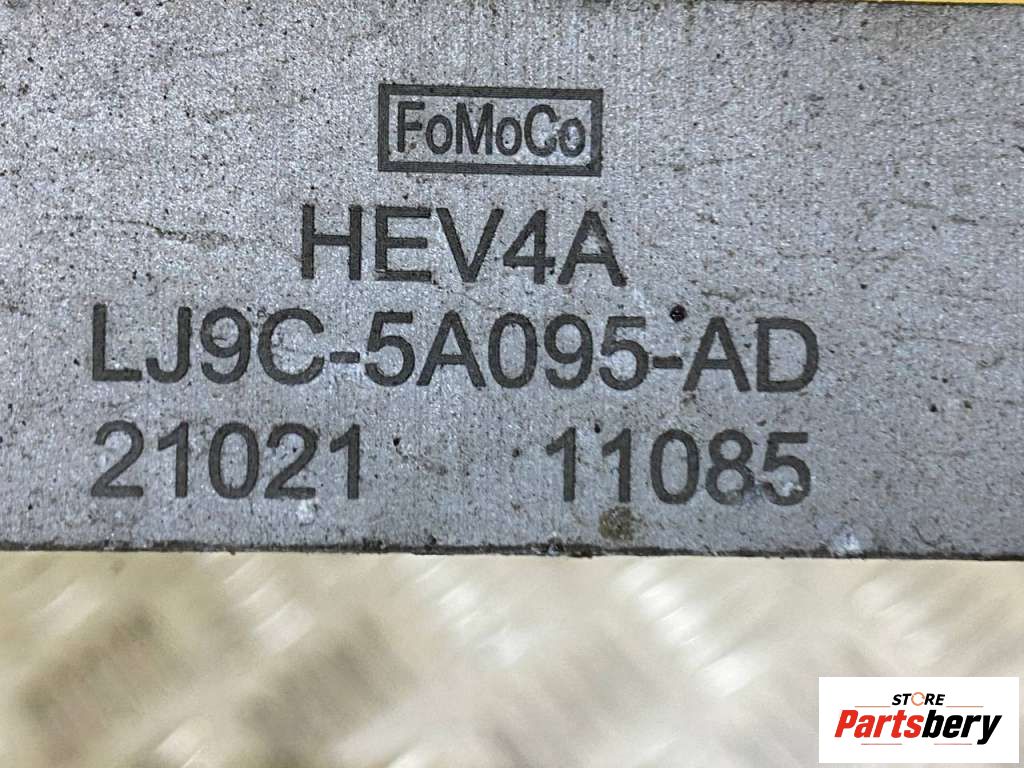 FoMoCo
HEV4A
LJ9C-5A095-AD
21021 11085
STORE
Partsbery